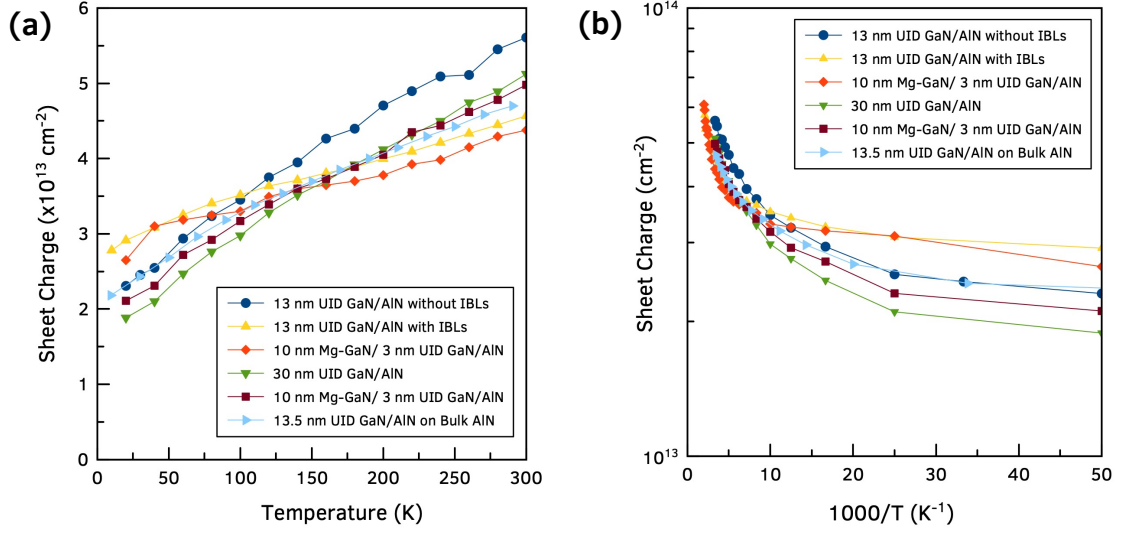 (a)
6
5
4
3
2
1
0
Sheet Charge (x10¹³ cm⁻²)
0 50 100 150 200 250 300
Temperature (K)
13 nm UID GaN/AlN without IBLs
13 nm UID GaN/AlN with IBLs
10 nm Mg-GaN/ 3 nm UID GaN/AlN
30 nm UID GaN/AlN
10 nm Mg-GaN/ 3 nm UID GaN/AlN
13.5 nm UID GaN/AlN on Bulk AlN
(b)
10¹⁴
10¹³
Sheet Charge (cm⁻²)
0 10 20 30 40 50
1000/T (K⁻¹)
13 nm UID GaN/AlN without IBLs
13 nm UID GaN/AlN with IBLs
10 nm Mg-GaN/ 3 nm UID GaN/AlN
30 nm UID GaN/AlN
10 nm Mg-GaN/ 3 nm UID GaN/AlN
13.5 nm UID GaN/AlN on Bulk AlN